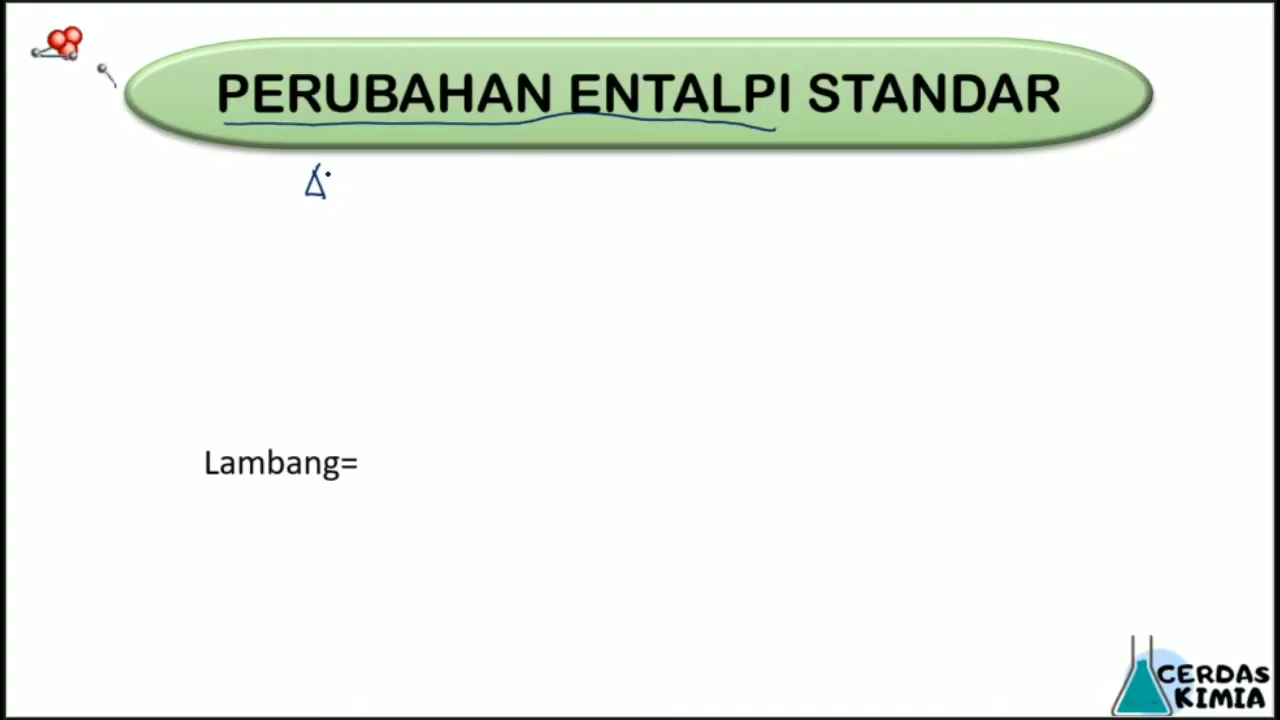 PERUBAHAN ENTALPI STANDAR
Δ
Lambang=
CERDAS
KIMIA